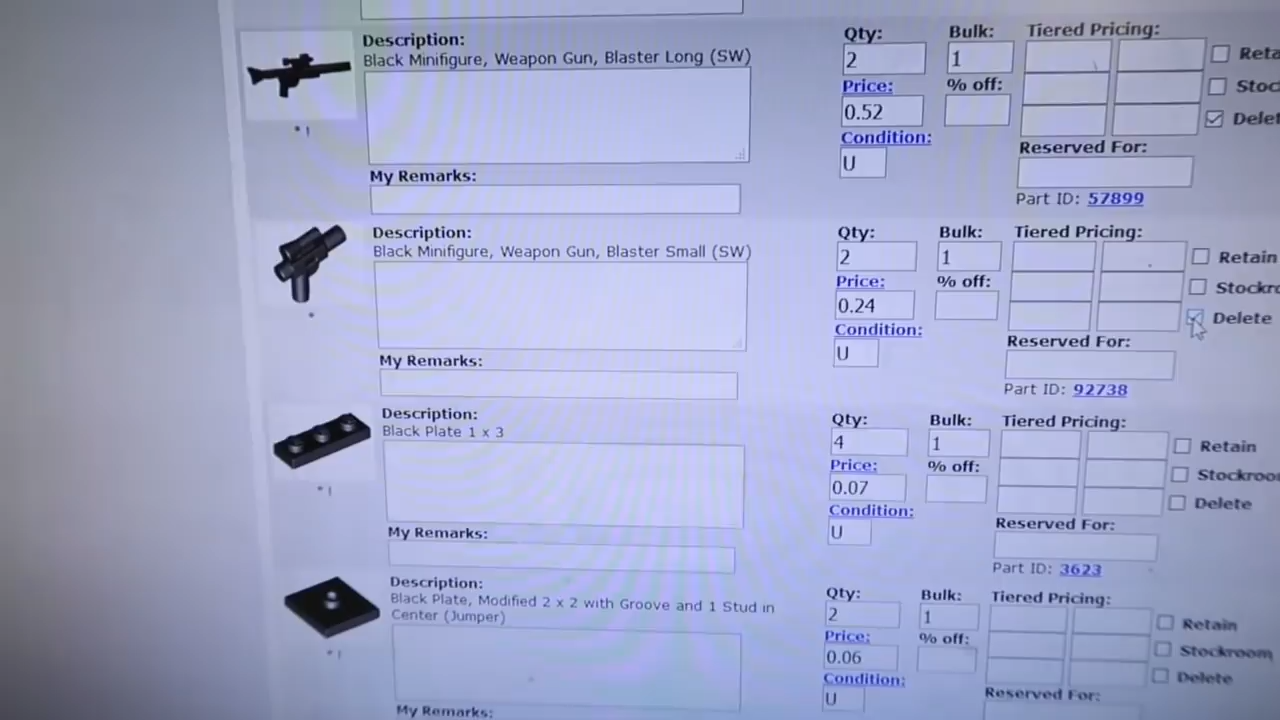 Description:
Black Minifigure, Weapon Gun, Blaster Long (SW)
My Remarks:
Qty:
2
Bulk:
1
Price:
0.52
% off:
Condition:
U
Tiered Pricing:
Reserved For:
Part ID: 57899
Description:
Black Minifigure, Weapon Gun, Blaster Small (SW)
My Remarks:
Qty:
2
Bulk:
1
Price:
0.24
% off:
Condition:
U
Tiered Pricing:
Retain
Delete
Reserved For:
Part ID: 92738
Description:
Black Plate 1 x 3
My Remarks:
Qty:
4
Bulk:
1
Price:
0.07
% off:
Condition:
U
Tiered Pricing:
Retain
Delete
Reserved For:
Part ID: 3623
Description:
Black Plate, Modified 2 x 2 with Groove and 1 Stud in
Center (Jumper)
My Remarks:
Qty:
2
Bulk:
1
Price:
0.06
% off:
Condition:
U
Tiered Pricing:
Retain
Stockroom
Delete
Reserved For: